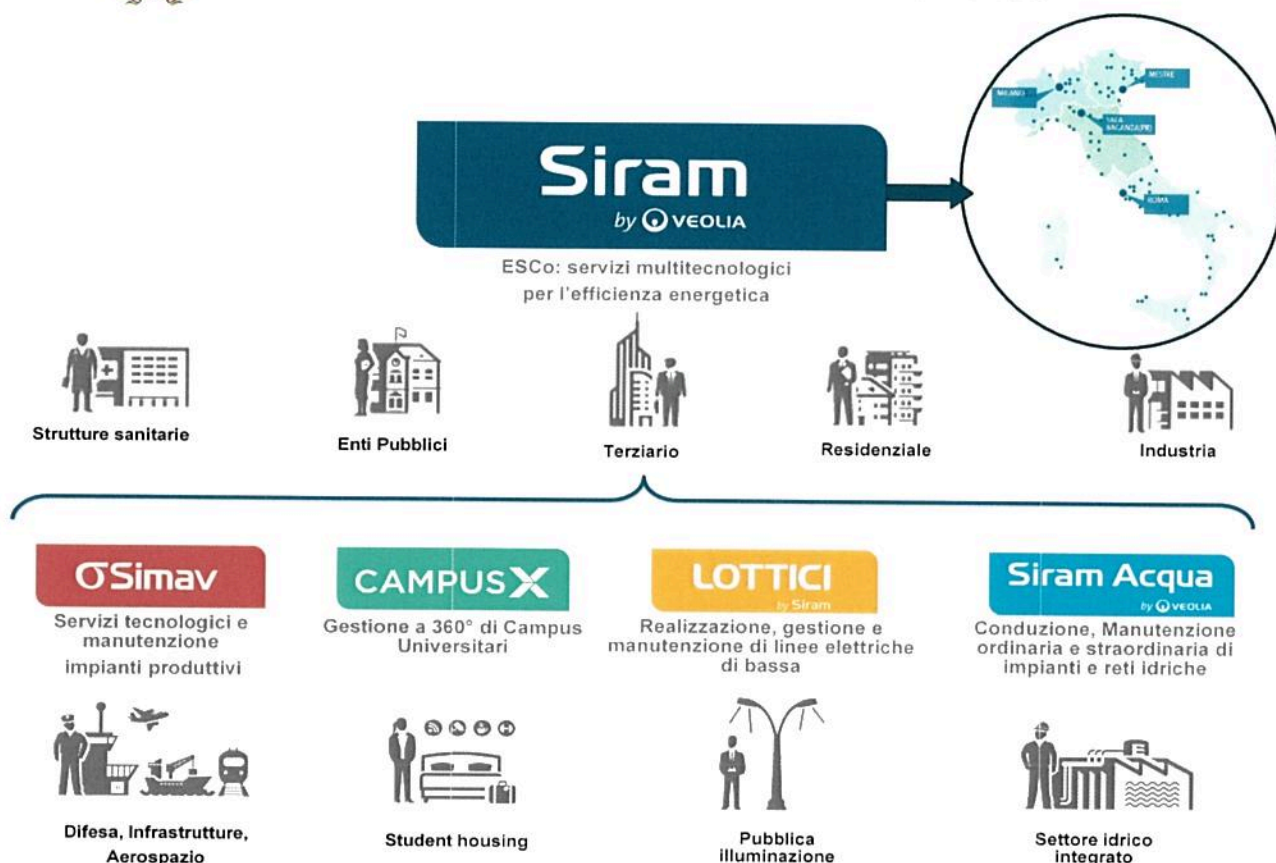 MILANO
MESTRE
ROMA
Siram
by VEOLIA
ESCo: servizi multitecnologici
per l'efficienza energetica
Strutture sanitarie
Enti Pubblici
Terziario
Residenziale
Industria
σSimav
Servizi tecnologici e
manutenzione
impianti produttivi
Difesa, Infrastrutture,
Aerospazio
CAMPUS X
Gestione a 360° di Campus
Universitari
Student housing
LOTTICI
by Siram
Realizzazione, gestione e
manutenzione di linee elettriche
di bassa
Pubblica
illuminazione
Siram Acqua
by VEOLIA
Conduzione, Manutenzione
ordinaria e straordinaria di
impianti e reti idriche
Settore idrico
integrato